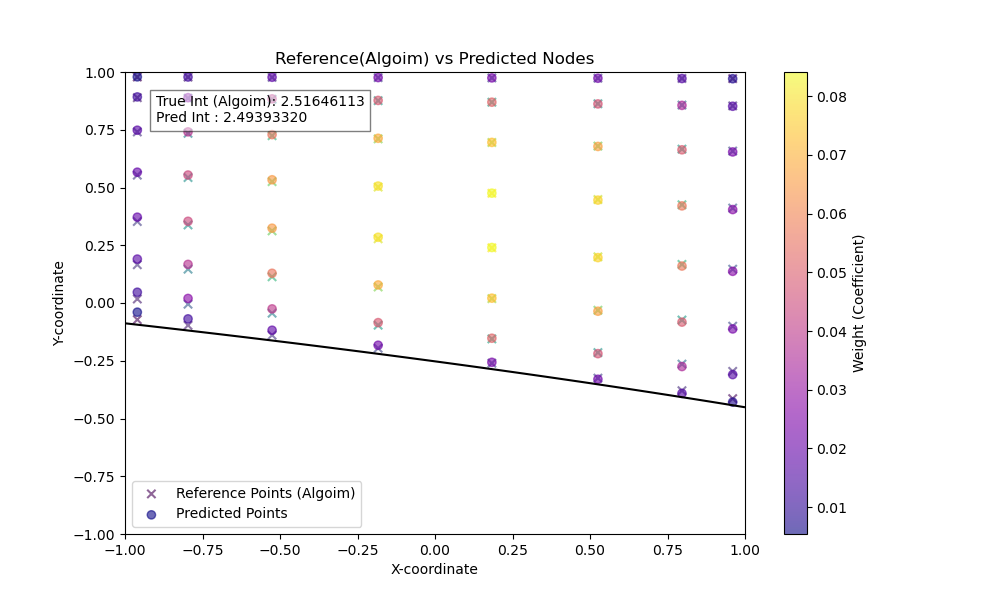 Reference(Algoim) vs Predicted Nodes
True Int (Algoim): 2.51646113
Pred Int : 2.49393320
1.00
0.75
0.50
0.25
0.00
−0.25
−0.50
−0.75
−1.00
Y-coordinate
Reference Points (Algoim)
Predicted Points
−1.00 −0.75 −0.50 −0.25 0.00 0.25 0.50 0.75 1.00
X-coordinate
0.08
0.07
0.06
0.05
0.04
0.03
0.02
0.01
Weight (Coefficient)